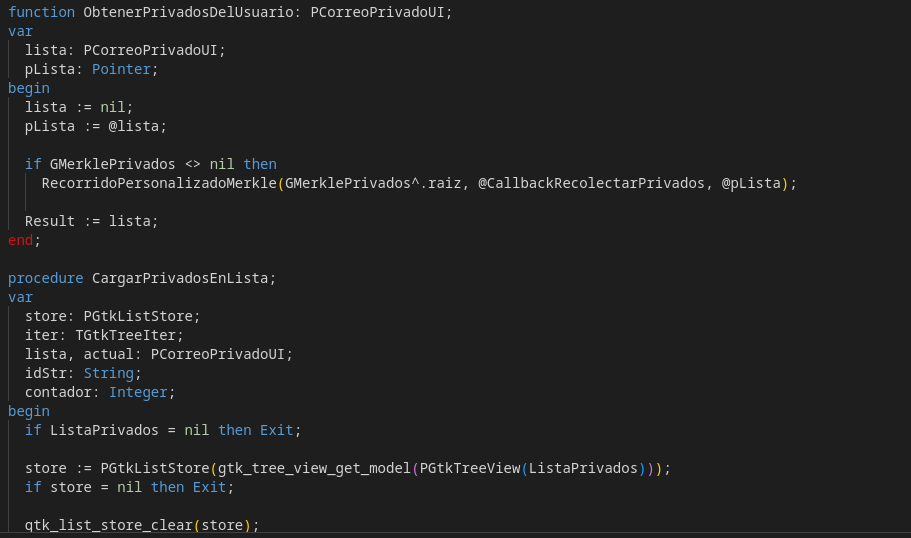 function ObtenerPrivadosDelUsuario: PCorreoPrivadoUI;
var
  lista: PCorreoPrivadoUI;
  pLista: Pointer;
begin
  lista := nil;
  pLista := @lista;

  if GMerklePrivados <> nil then
    RecorridoPersonalizadoMerkle(GMerklePrivados^.raiz, @CallbackRecolectarPrivados, @pLista);

  Result := lista;
end;

procedure CargarPrivadosEnLista;
var
  store: PGtkListStore;
  iter: TGtkTreeIter;
  lista, actual: PCorreoPrivadoUI;
  idStr: String;
  contador: Integer;
begin
  if ListaPrivados = nil then Exit;

  store := PGtkListStore(gtk_tree_view_get_model(PGtkTreeView(ListaPrivados)));
  if store = nil then Exit;

  gtk_list_store_clear(store);